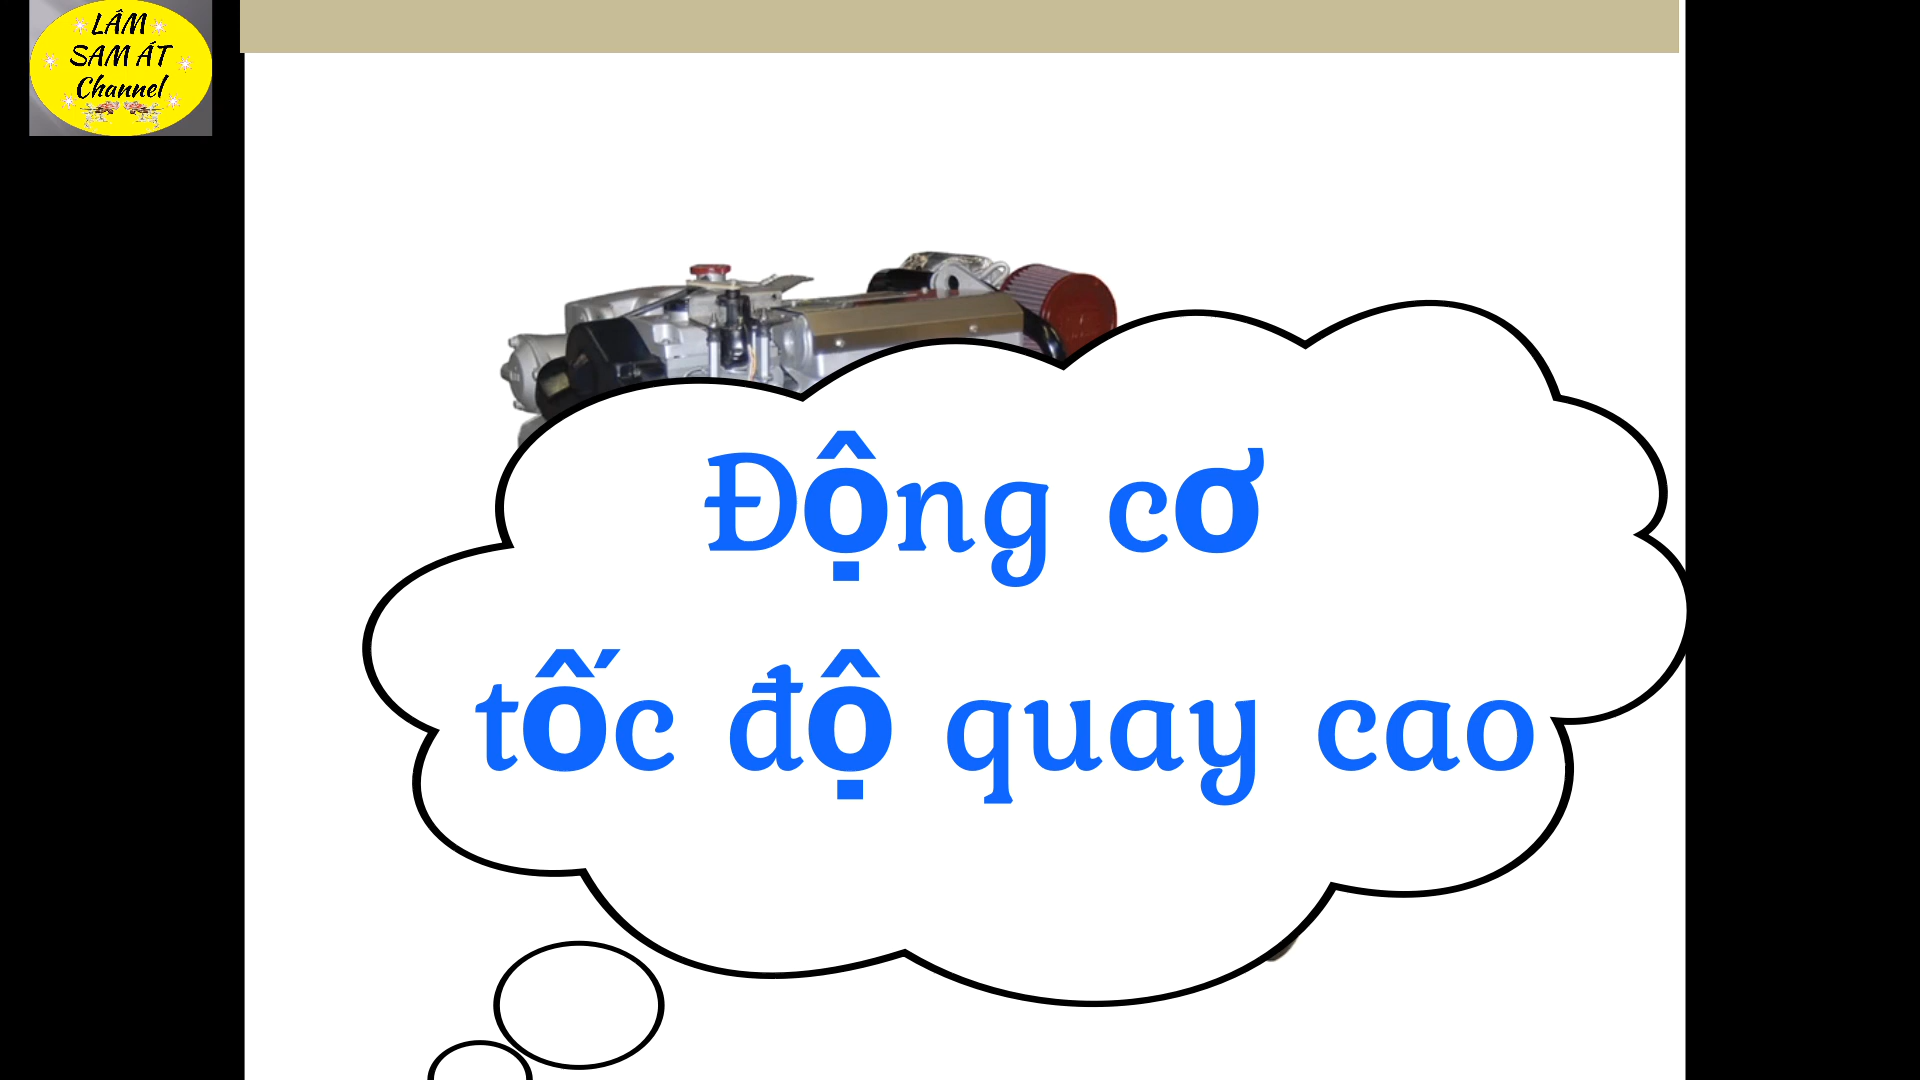 LÂM
SAM ÁT
Channel
Động cơ
tốc độ quay cao